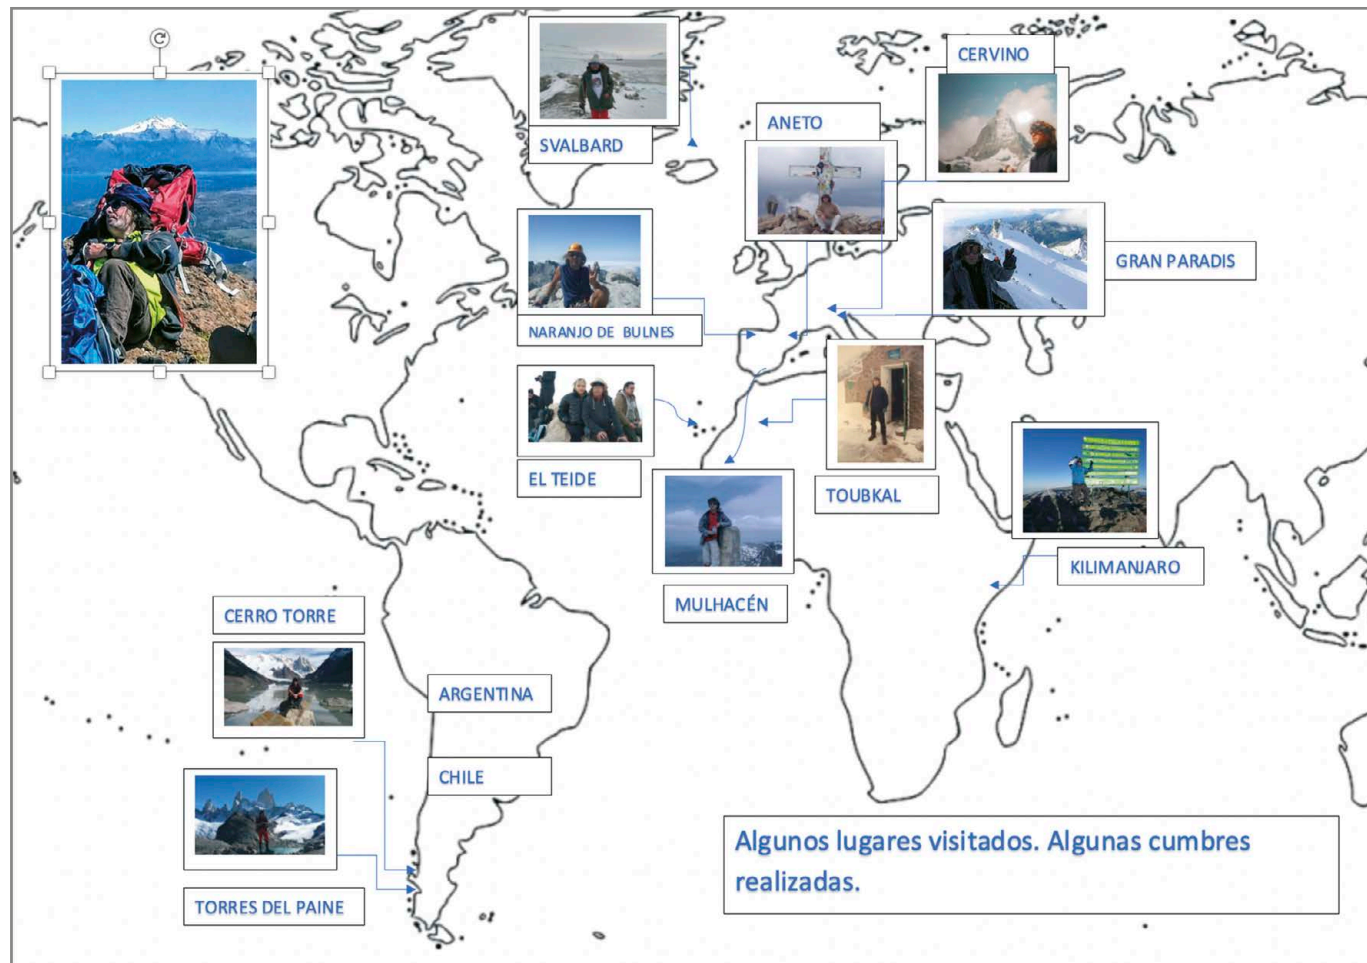 CERVINO
ANETO
SVALBARD
GRAN PARADIS
NARANJO DE BULNES
EL TEIDE
TOUBKAL
KILIMANJARO
MULHACÉN
CERRO TORRE
ARGENTINA
CHILE
Algunos lugares visitados. Algunas cumbres
realizadas.
TORRES DEL PAINE